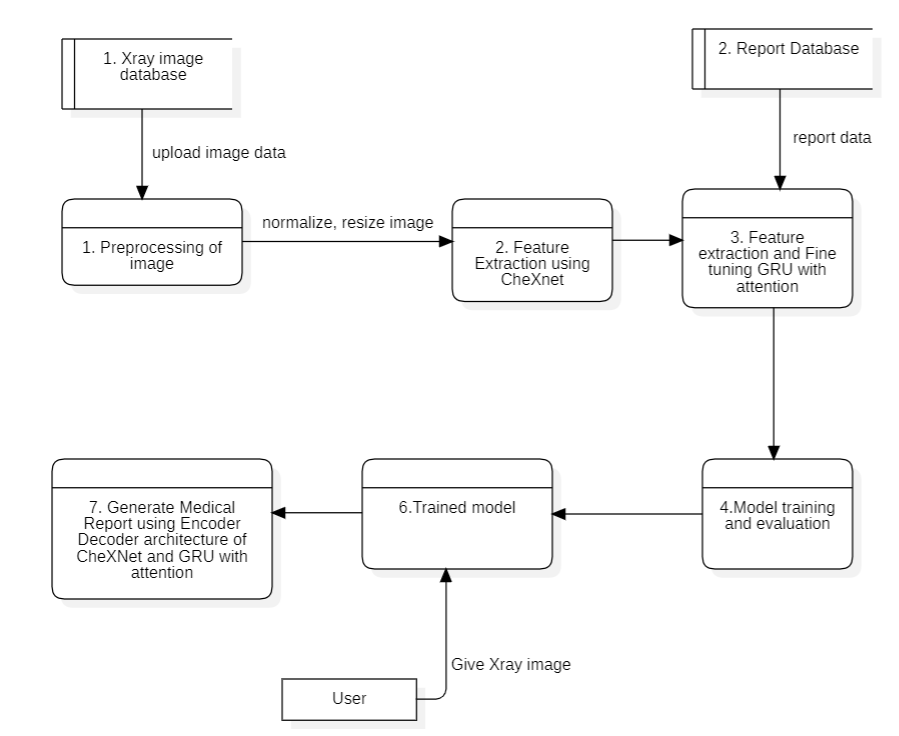 1. Xray image
database
2. Report Database
upload image data
report data
1. Preprocessing of
image
normalize, resize image
2. Feature
Extraction using
CheXnet
3. Feature
extraction and Fine
tuning GRU with
attention
7. Generate Medical
Report using Encoder
Decoder architecture of
CheXNet and GRU with
attention
6.Trained model
4.Model training
and evaluation
Give Xray image
User